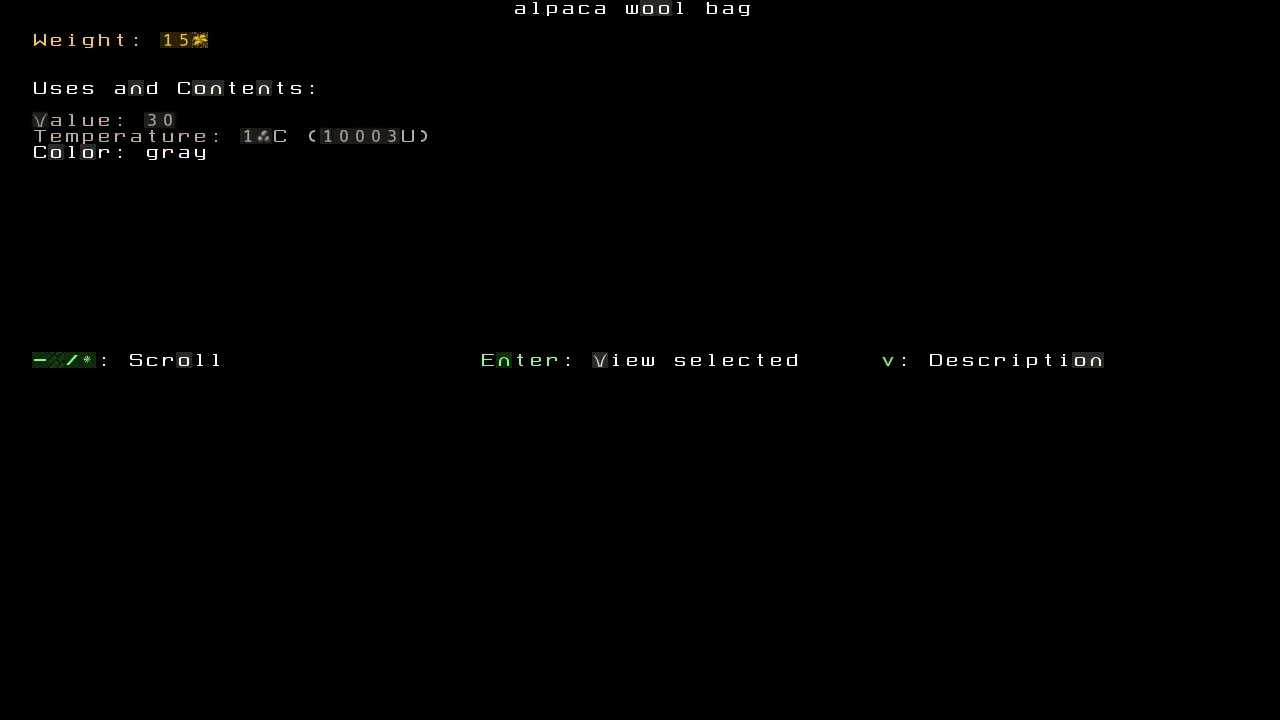 alpaca wool bag
Weight: 15
Uses and Contents:
Value: 30
Temperature: 1 C (10003U)
Color: gray
-/*: Scroll
Enter: View selected
v: Description